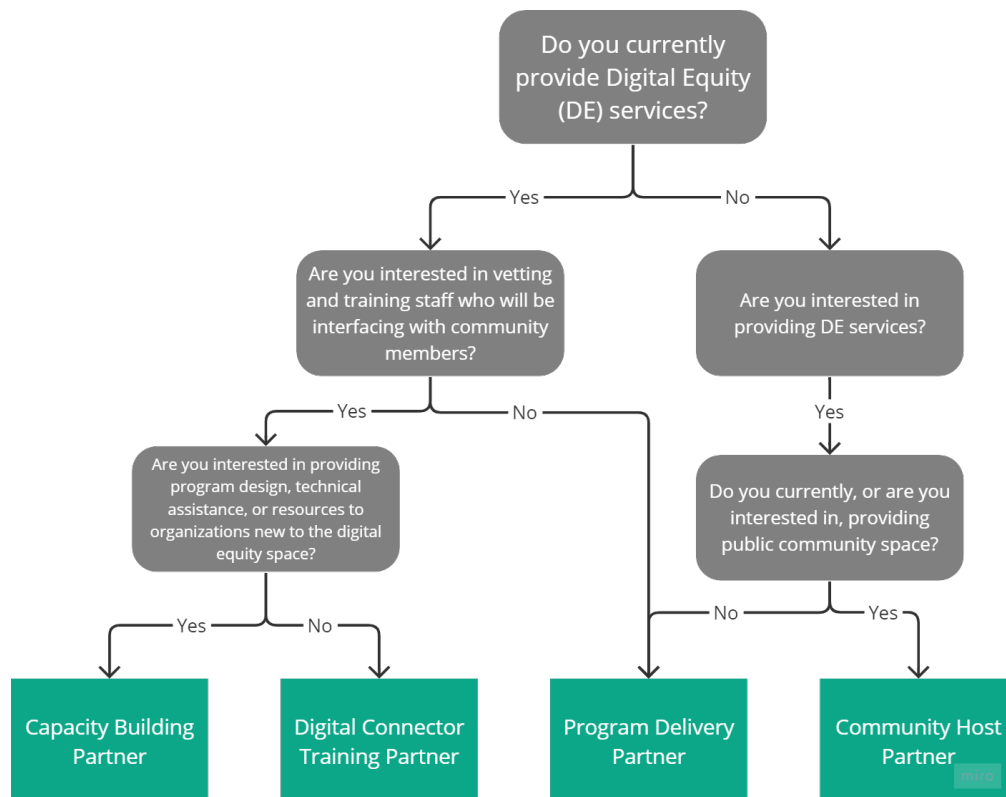 Do you currently
provide Digital Equity
(DE) services?
Yes
No
Are you interested in vetting
and training staff who will be
interfacing with community
members?
Are you interested in
providing DE services?
Yes
No
Yes
Are you interested in providing
program design, technical
assistance, or resources to
organizations new to the digital
equity space?
Do you currently, or are you
interested in, providing
public community space?
Yes
No
No
Yes
Capacity Building
Partner
Digital Connector
Training Partner
Program Delivery
Partner
Community Host
Partner
miro